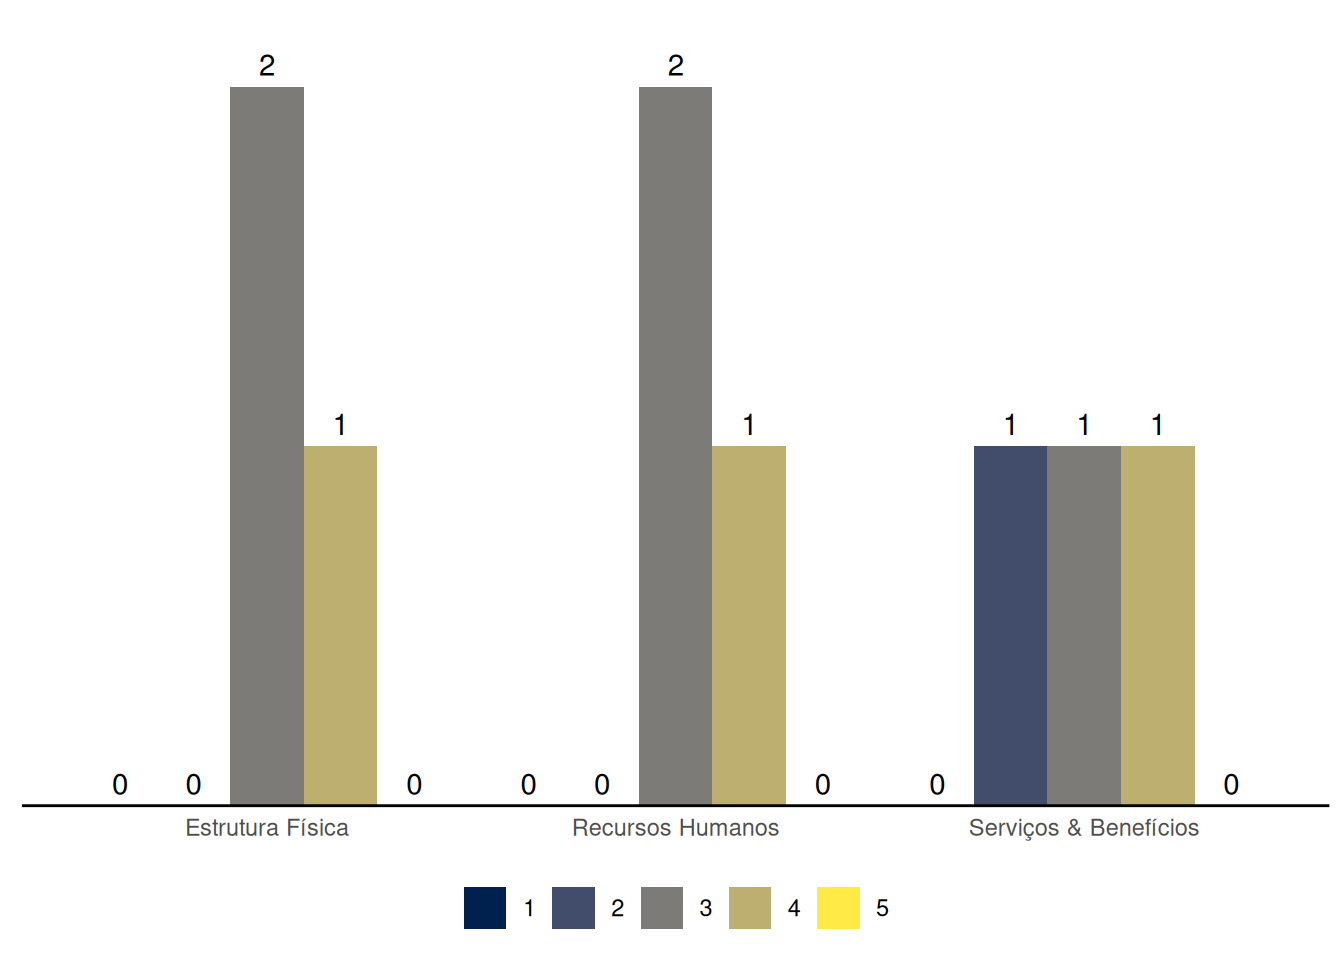 2 2
1 1 1 1 1
0 0 0 0 0 0 0 0
Estrutura Física Recursos Humanos Serviços & Benefícios
1 2 3 4 5